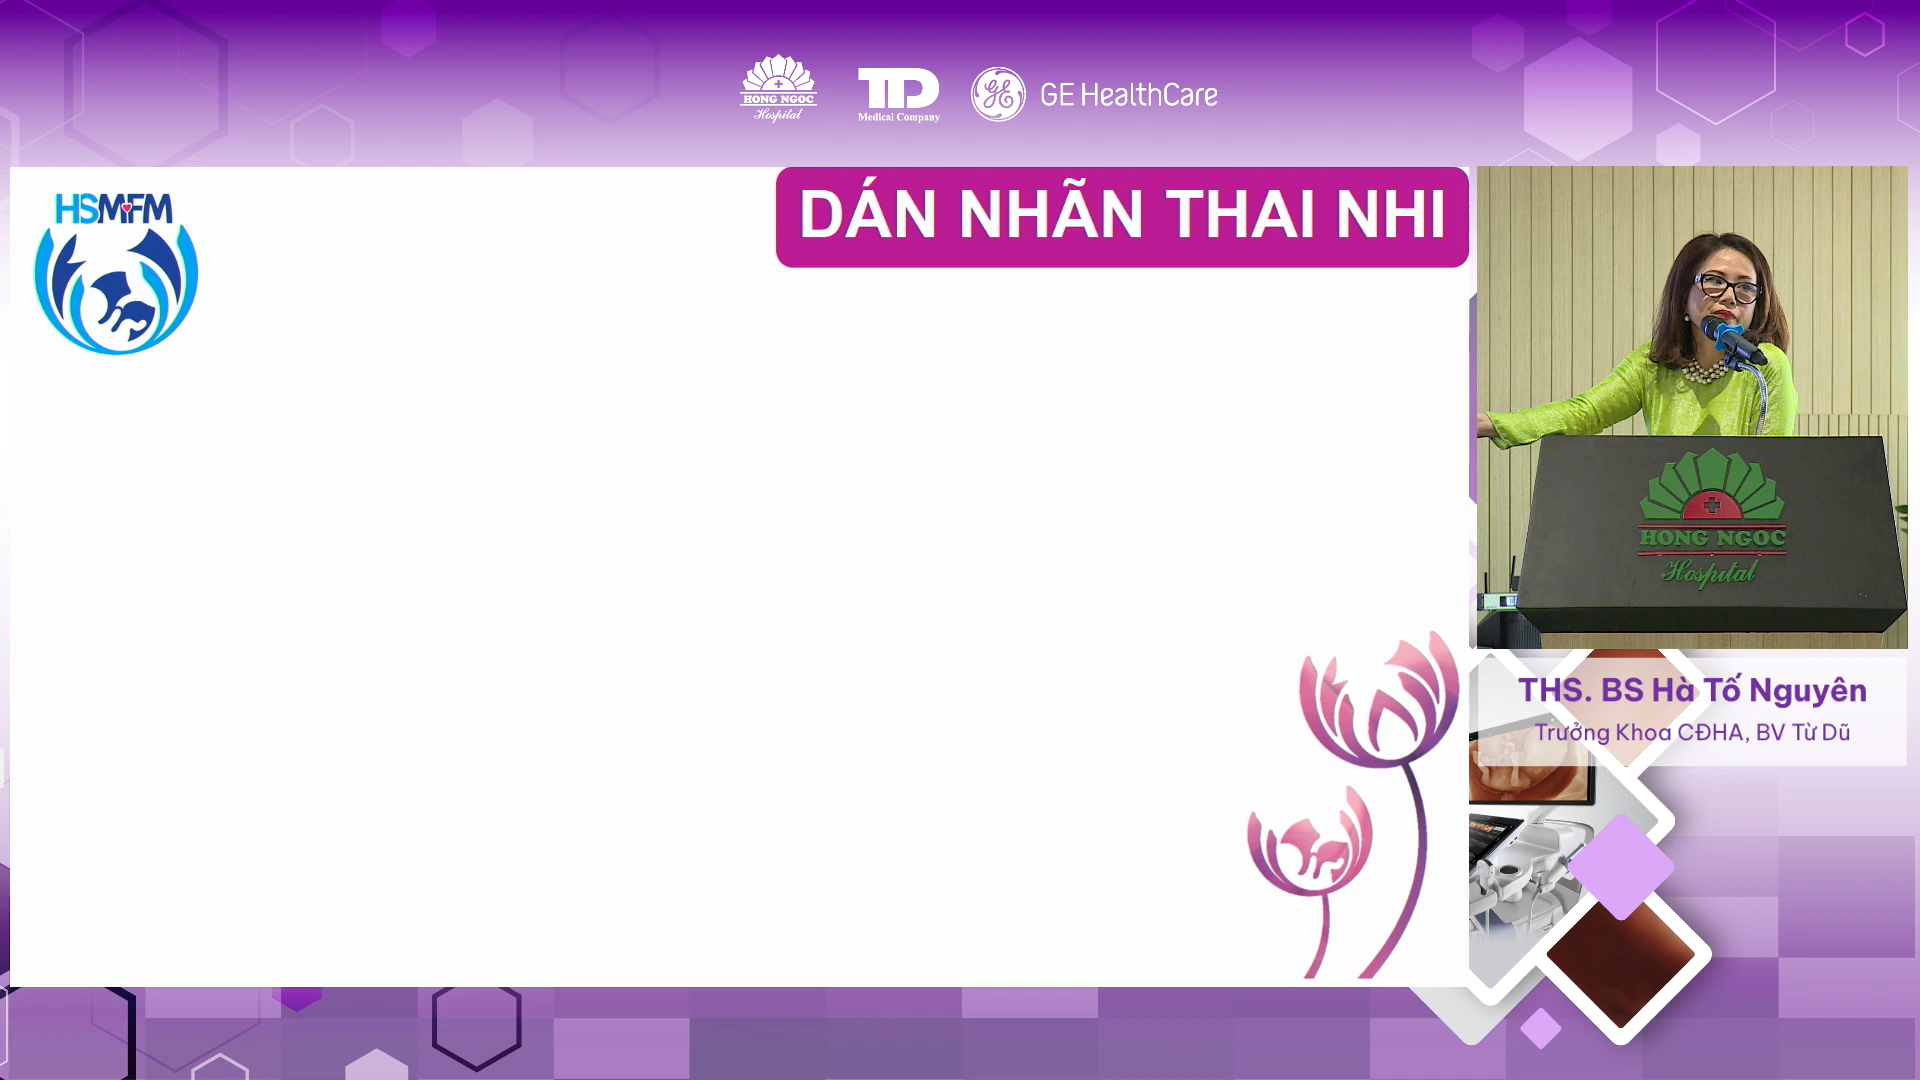 HONG NGOC
Hospital
TD
Medical Company
GE HealthCare
HSMFM
DÁN NHÃN THAI NHI
HONG NGOC
Hospital
THS. BS Hà Tố Nguyên
Trưởng Khoa CĐHA, BV Từ Dũ